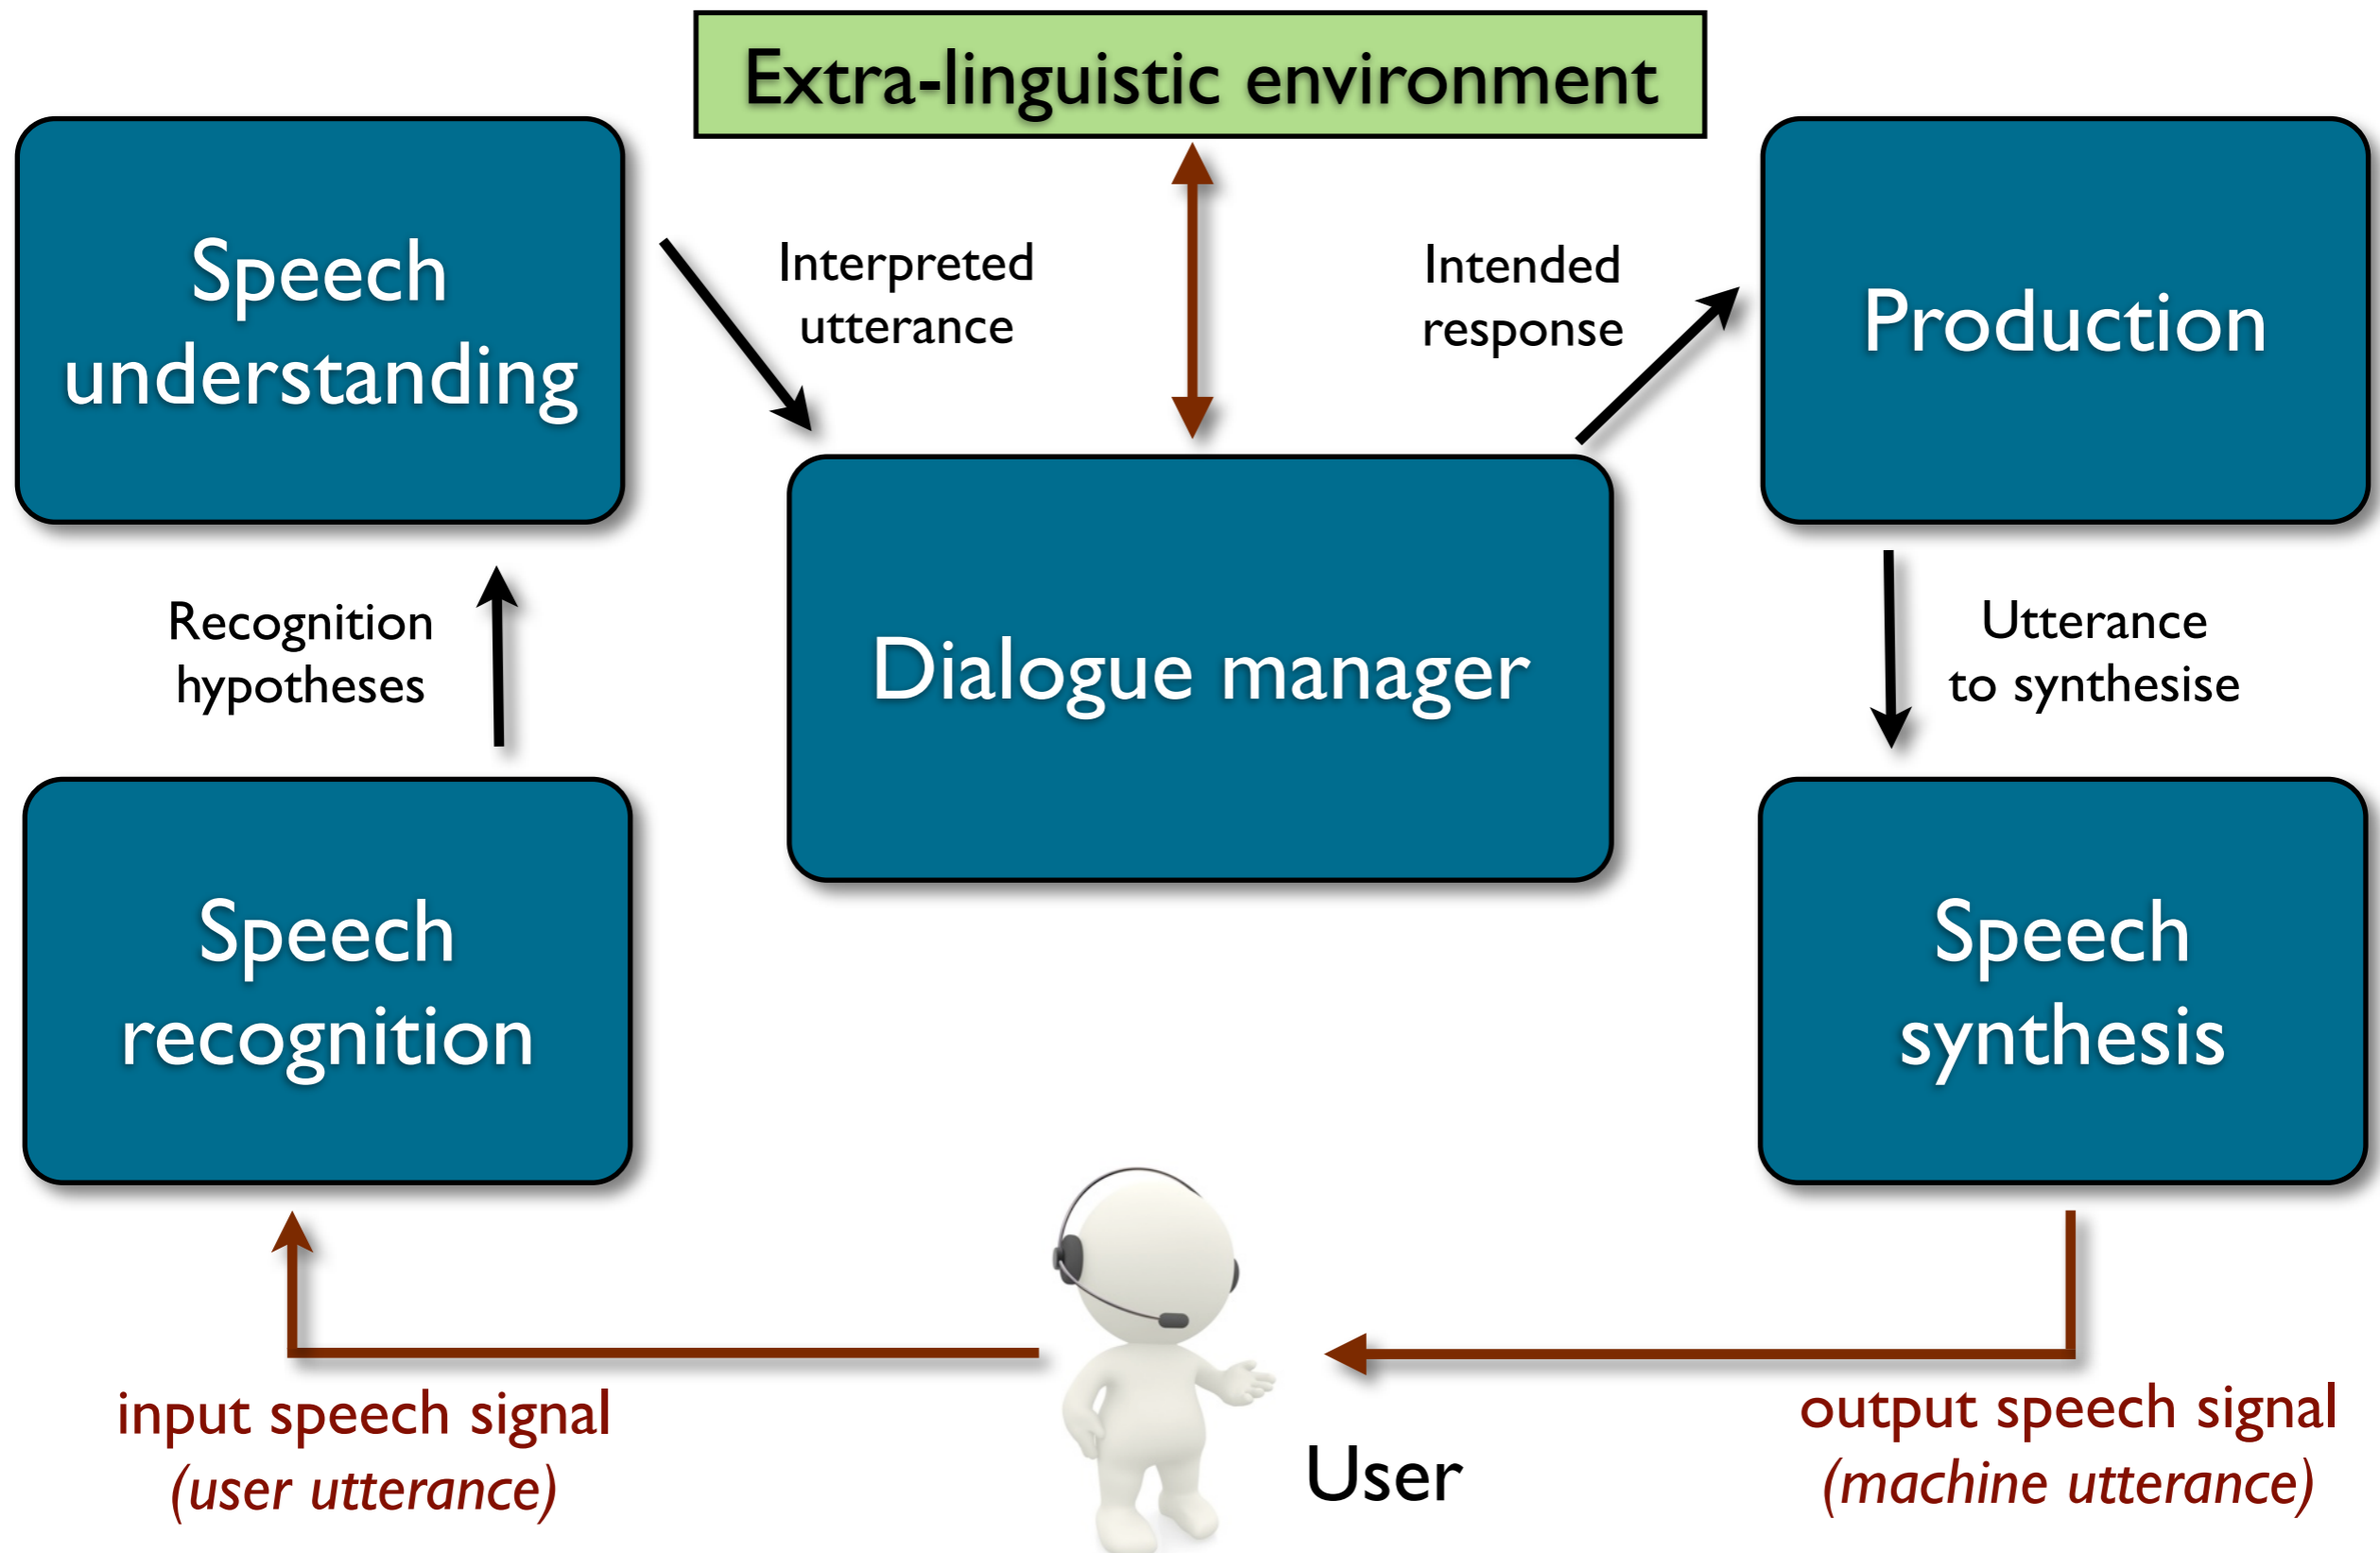 Extra-linguistic environment
Speech
understanding
Interpreted
utterance
Intended
response
Production
Recognition
hypotheses
Dialogue manager
Utterance
to synthesise
Speech
recognition
Speech
synthesis
input speech signal
(user utterance)
User
output speech signal
(machine utterance)